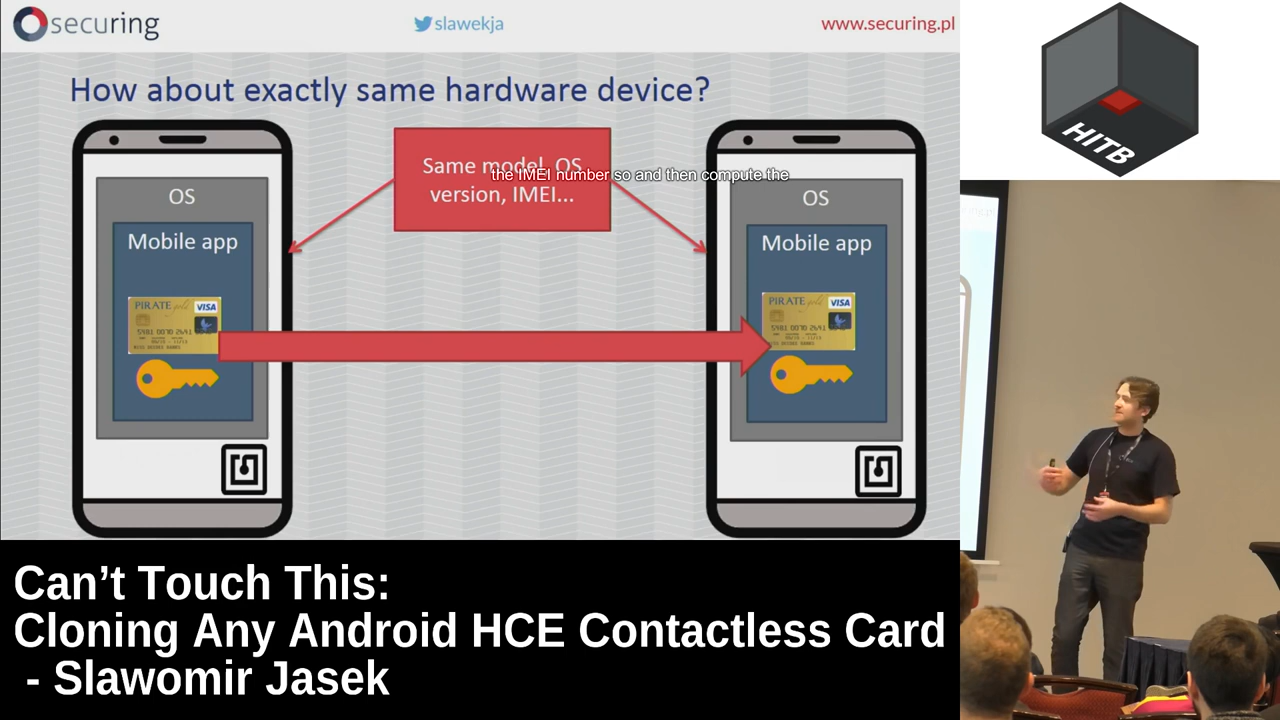 securing
slawekja
www.securing.pl
HITB
How about exactly same hardware device?
Same model, OS
version, IMEI...
the IMEI number so and then compute the
OS
Mobile app
PIRATE gold
VISA
OS
Mobile app
PIRATE gold
VISA
Can't Touch This:
Cloning Any Android HCE Contactless Card
- Slawomir Jasek